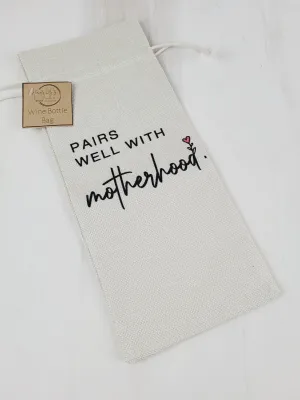 Wine Bottle
Bag
PAIRS
WELL WITH
motherhood.